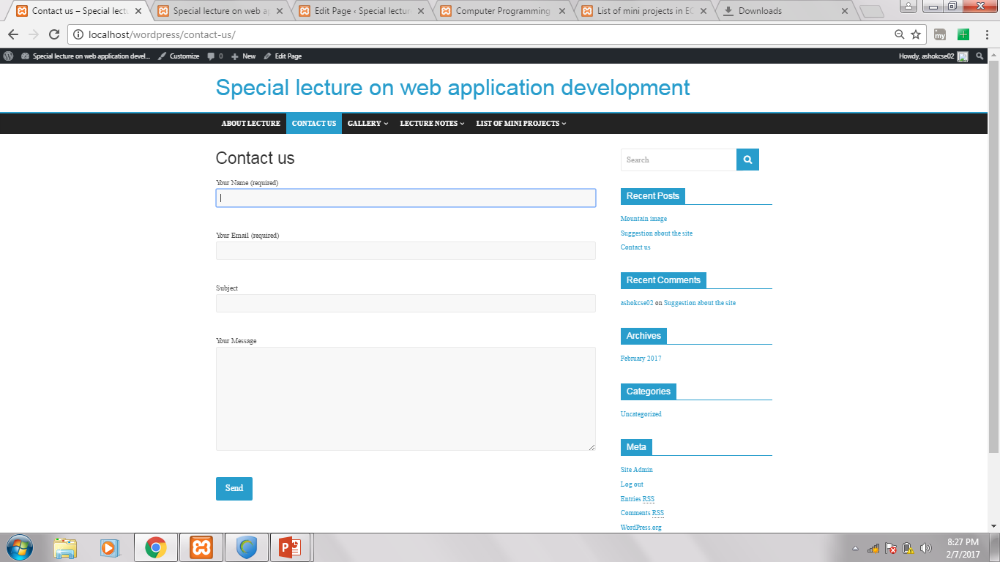 Contact us – Special lectu
Special lecture on web ap
Edit Page ‹ Special lectur
Computer Programming
List of mini projects in EC
Downloads
localhost/wordpress/contact-us/
my
Special lecture on web application devel... Customize 0 New Edit Page Howdy, ashokcse02
Special lecture on web application development
ABOUT LECTURE CONTACT US GALLERY LECTURE NOTES LIST OF MINI PROJECTS
Contact us
Your Name (required)
Your Email (required)
Subject
Your Message
Send
Search
Recent Posts
Mountain image
Suggestion about the site
Contact us
Recent Comments
ashokcse02 on Suggestion about the site
Archives
February 2017
Categories
Uncategorized
Meta
Site Admin
Log out
Entries RSS
Comments RSS
WordPress.org
8:27 PM
2/7/2017